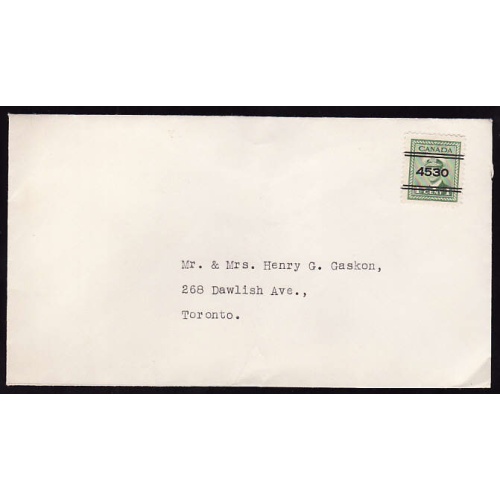 CANADA
4530
Mr. & Mrs. Henry G. Gaskon,
268 Dawlish Ave.,
Toronto.